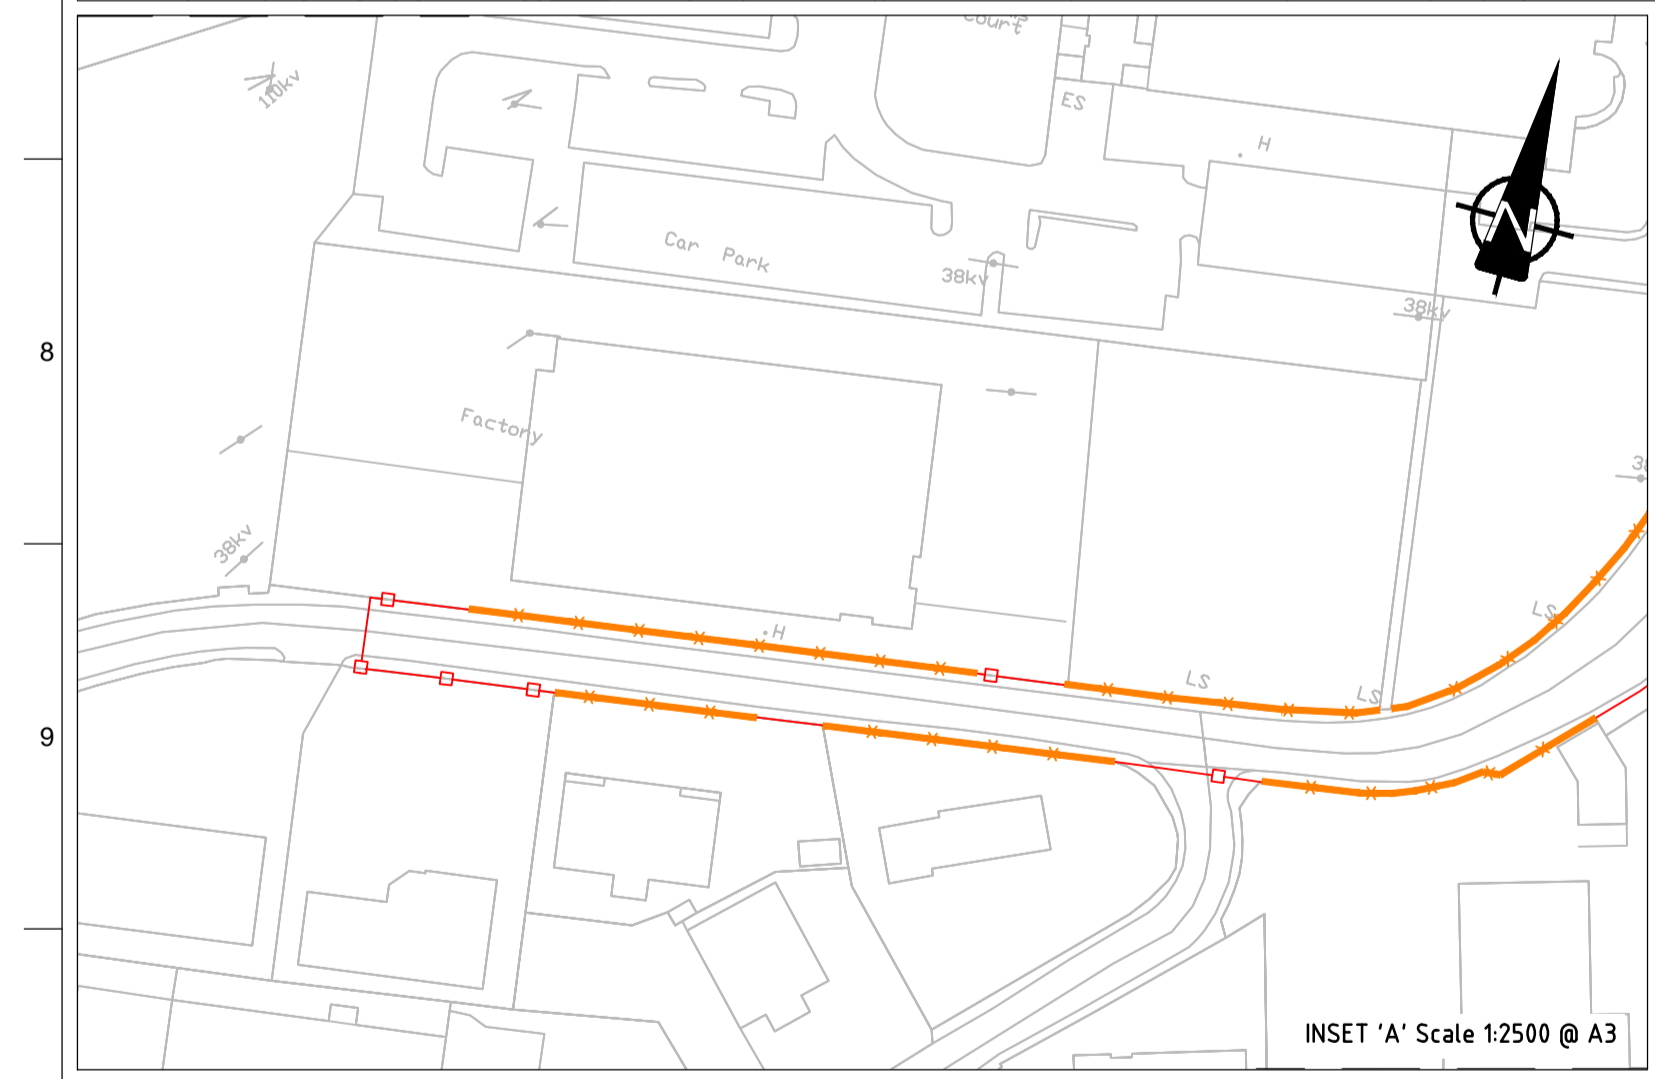 Court
110kv
ES
H
Car Park
38kv
38kv
N
8
Factory
38kv
LS
H
LS
LS
9
INSET 'A' Scale 1:2500 @ A3